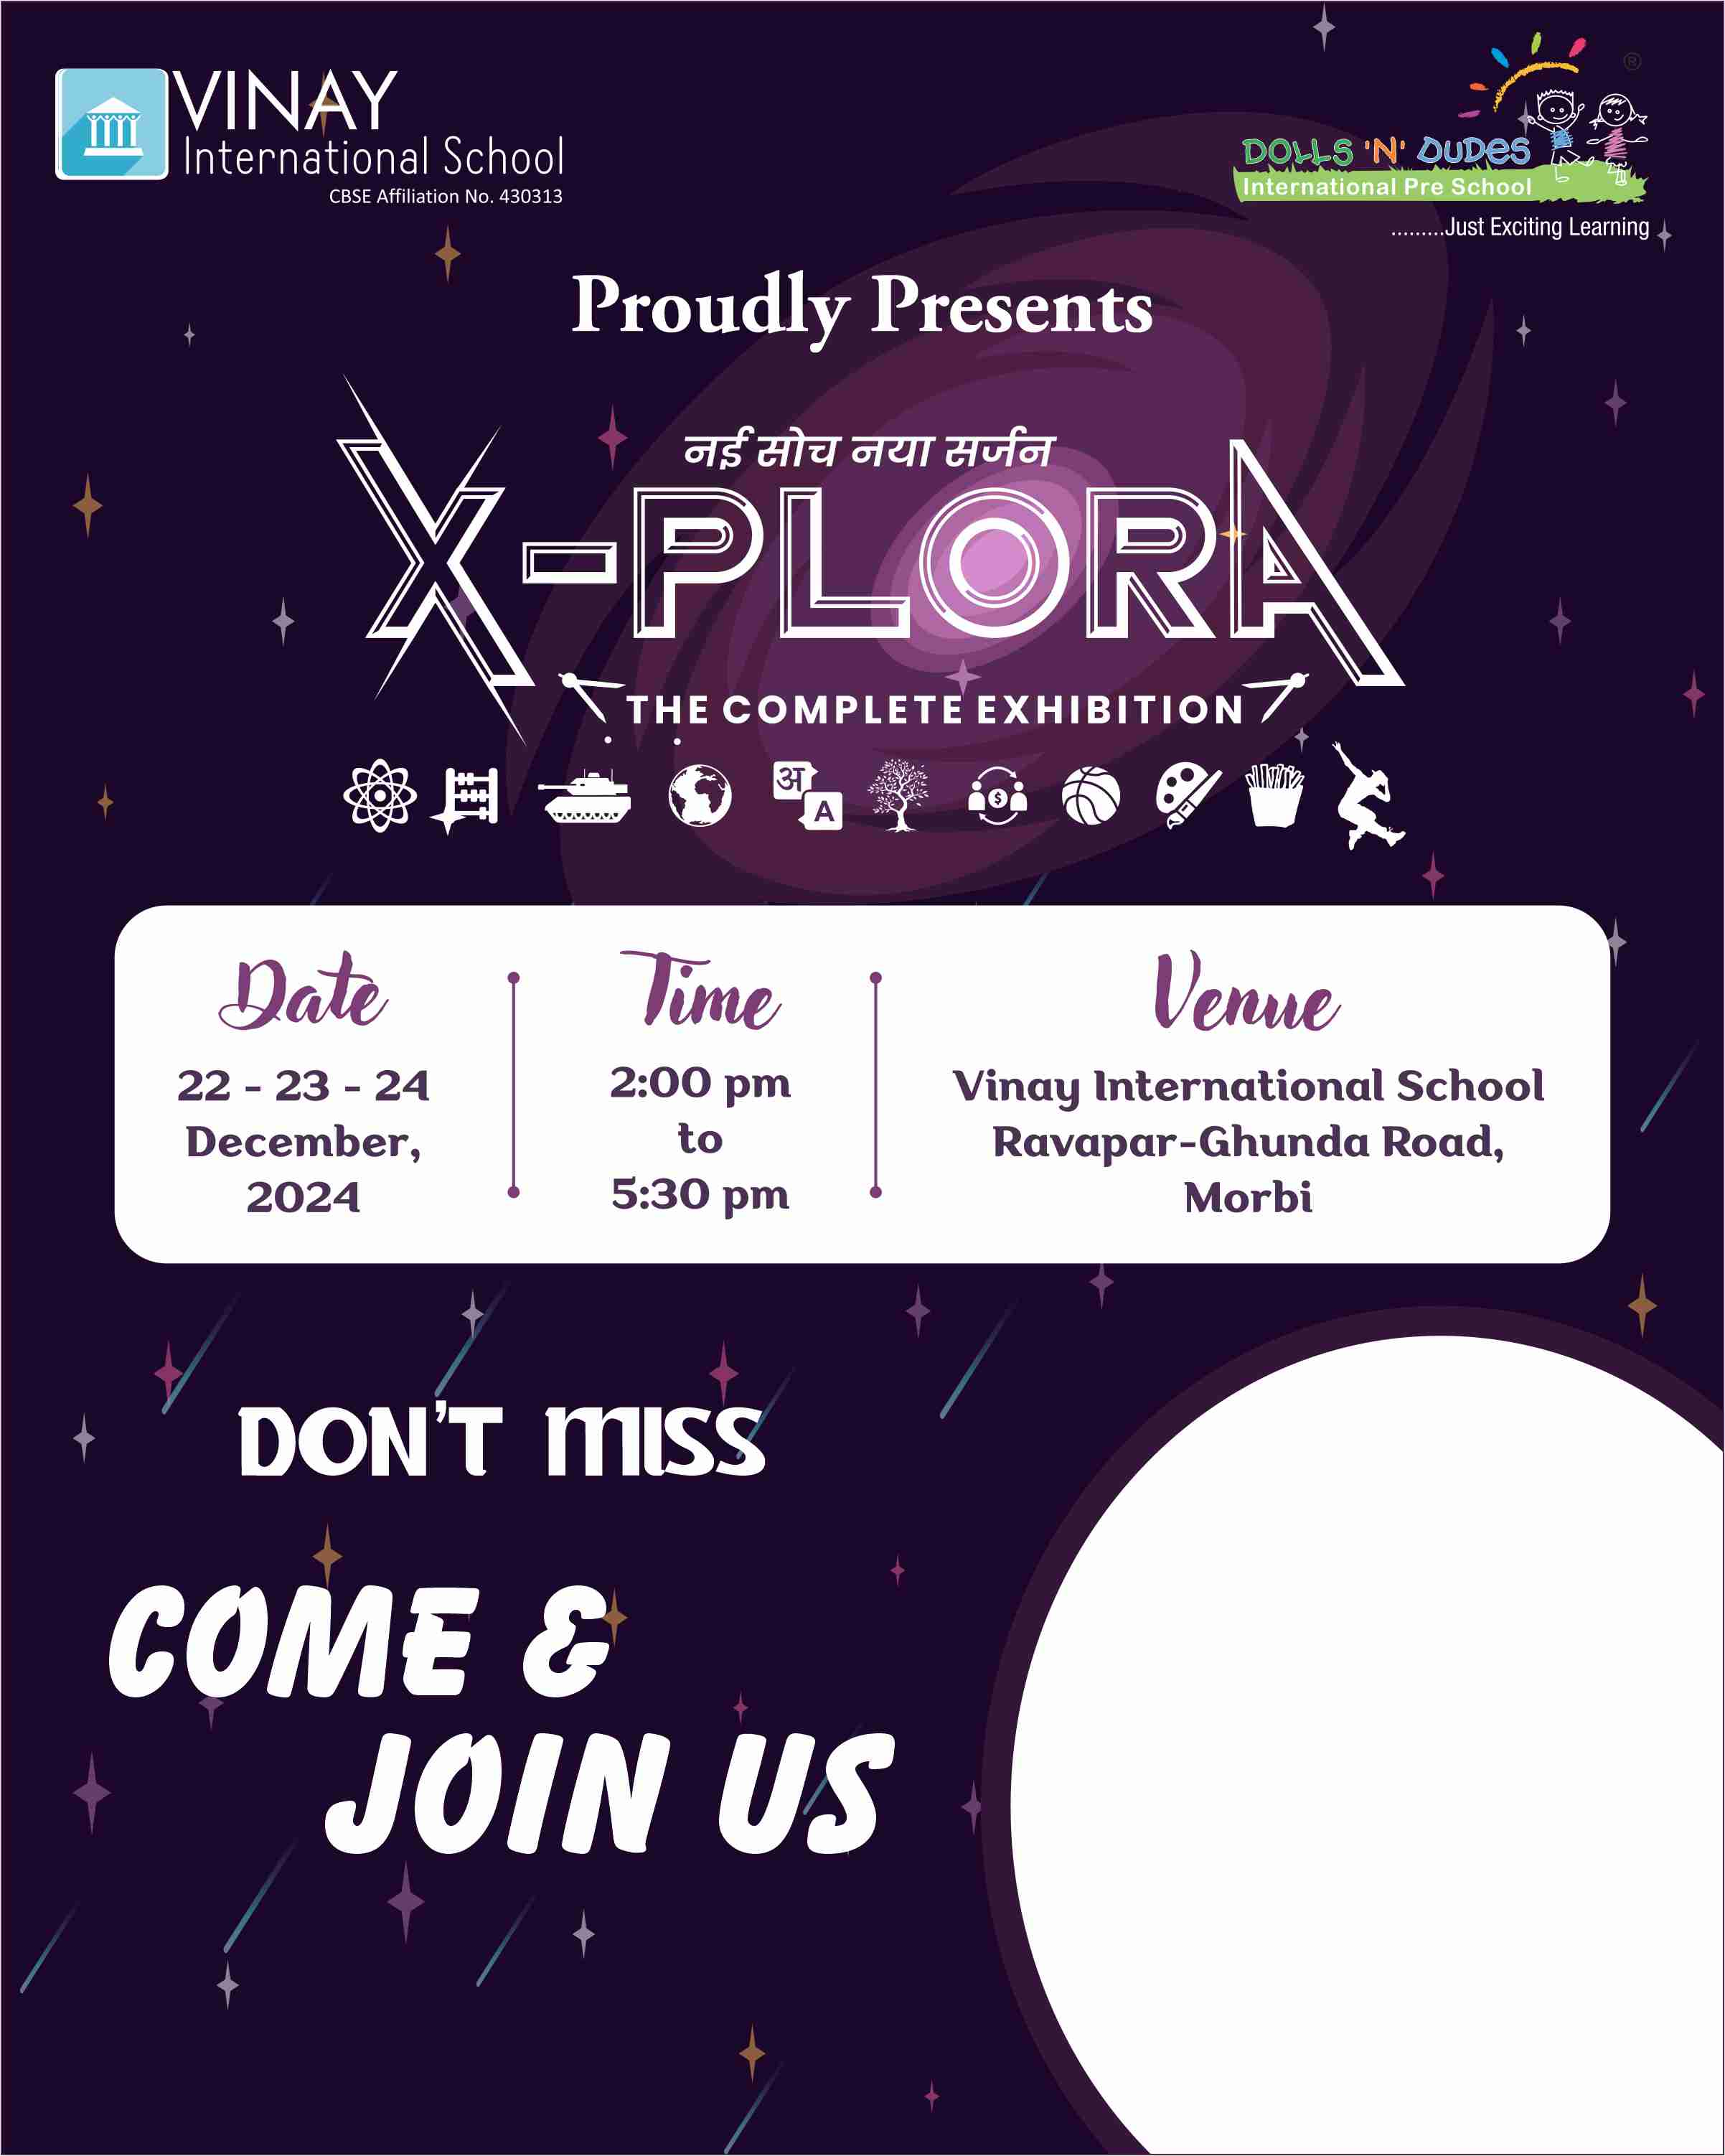 VINAY
International School
CBSE Affiliation No. 430313
®
DOLLS 'N' DUDES
International Pre School
.........Just Exciting Learning
Proudly Presents
नई सोच नया सर्जन
X-PLORA
THE COMPLETE EXHIBITION
अ
A
$
Date
22 - 23 - 24
December,
2024
Time
2:00 pm
to
5:30 pm
Venue
Vinay International School
Ravapar-Ghunda Road,
Morbi
DON'T MISS
COME &
JOIN US